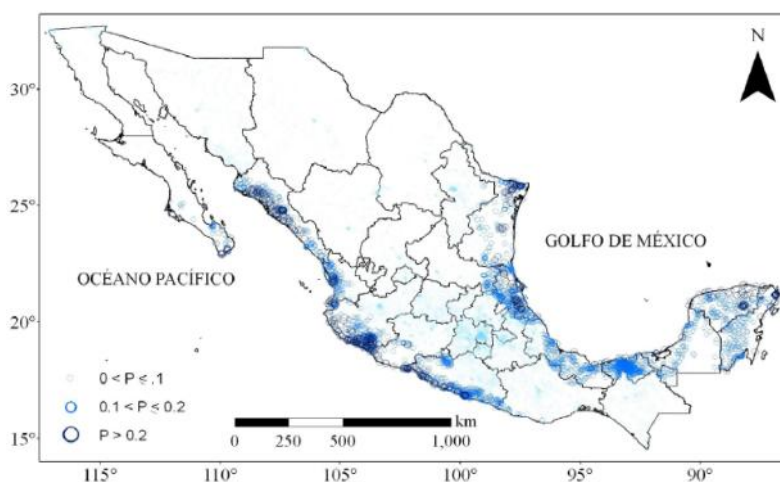 N
30°
25°
GOLFO DE MÉXICO
OCÉANO PACÍFICO
20°
0 < P ≤ .1
0.1 < P ≤ 0.2
P > 0.2
km
0 250 500 1,000
15°
115° 110° 105° 100° 95° 90°